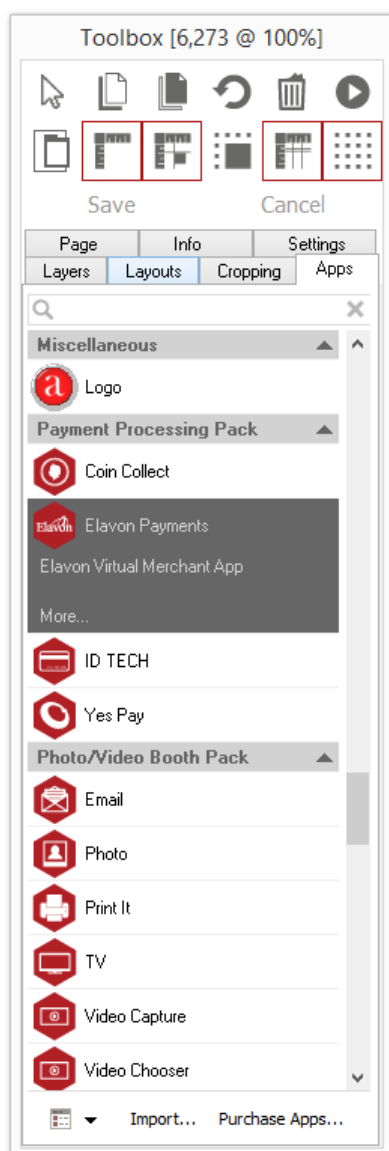 Toolbox [6,273 @ 100%]
Save Cancel
Page Info Settings
Layers Layouts Cropping Apps
Miscellaneous
a Logo
Payment Processing Pack
Coin Collect
Elavon Elavon Payments
Elavon Virtual Merchant App
More...
ID TECH
Yes Pay
Photo/Video Booth Pack
Email
Photo
Print It
TV
Video Capture
Video Chooser
Import... Purchase Apps...